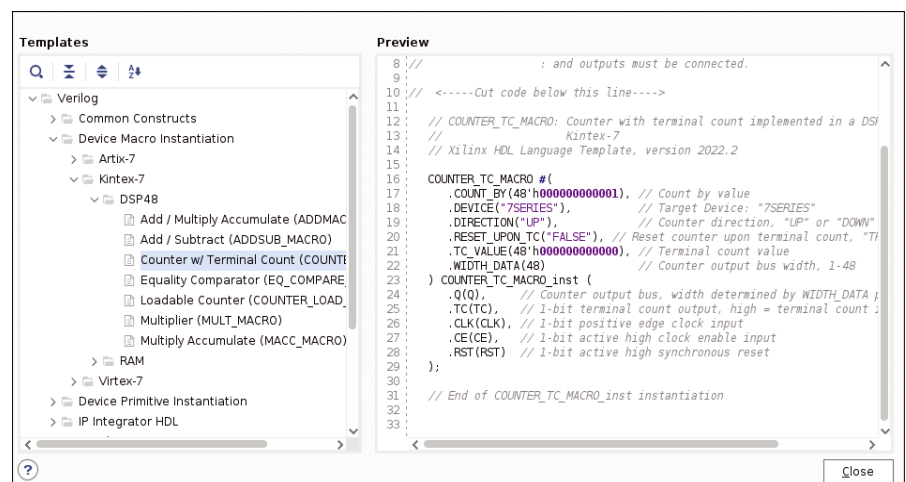 Templates
Verilog
Common Constructs
Device Macro Instantiation
Artix-7
Kintex-7
DSP48
Add / Multiply Accumulate (ADDMAC
Add / Subtract (ADDSUB_MACRO)
Counter w/ Terminal Count (COUNTE
Equality Comparator (EQ_COMPARE_
Loadable Counter (COUNTER_LOAD_
Multiplier (MULT_MACRO)
Multiply Accumulate (MACC_MACRO)
RAM
Virtex-7
Device Primitive Instantiation
IP Integrator HDL
Preview
8 // : and outputs must be connected.
9
10 // <-----Cut code below this line---->
11
12 // COUNTER_TC_MACRO: Counter with terminal count implemented in a DSP
13 // Kintex-7
14 // Xilinx HDL Language Template, version 2022.2
15
16 COUNTER_TC_MACRO #(
17 .COUNT_BY(48'h000000000001), // Count by value
18 .DEVICE("7SERIES"), // Target Device: "7SERIES"
19 .DIRECTION("UP"), // Counter direction, "UP" or "DOWN"
20 .RESET_UPON_TC("FALSE"), // Reset counter upon terminal count,
21 .TC_VALUE(48'h000000000000), // Terminal count value
22 .WIDTH_DATA(48) // Counter output bus width, 1-48
23 ) COUNTER_TC_MACRO_inst (
24 .Q(Q), // Counter output bus, width determined by WIDTH_DATA
25 .TC(TC), // 1-bit terminal count output, high = terminal count
26 .CLK(CLK), // 1-bit positive edge clock input
27 .CE(CE), // 1-bit active high clock enable input
28 .RST(RST) // 1-bit active high synchronous reset
29 );
30
31 // End of COUNTER_TC_MACRO_inst instantiation
32
33
?
Close